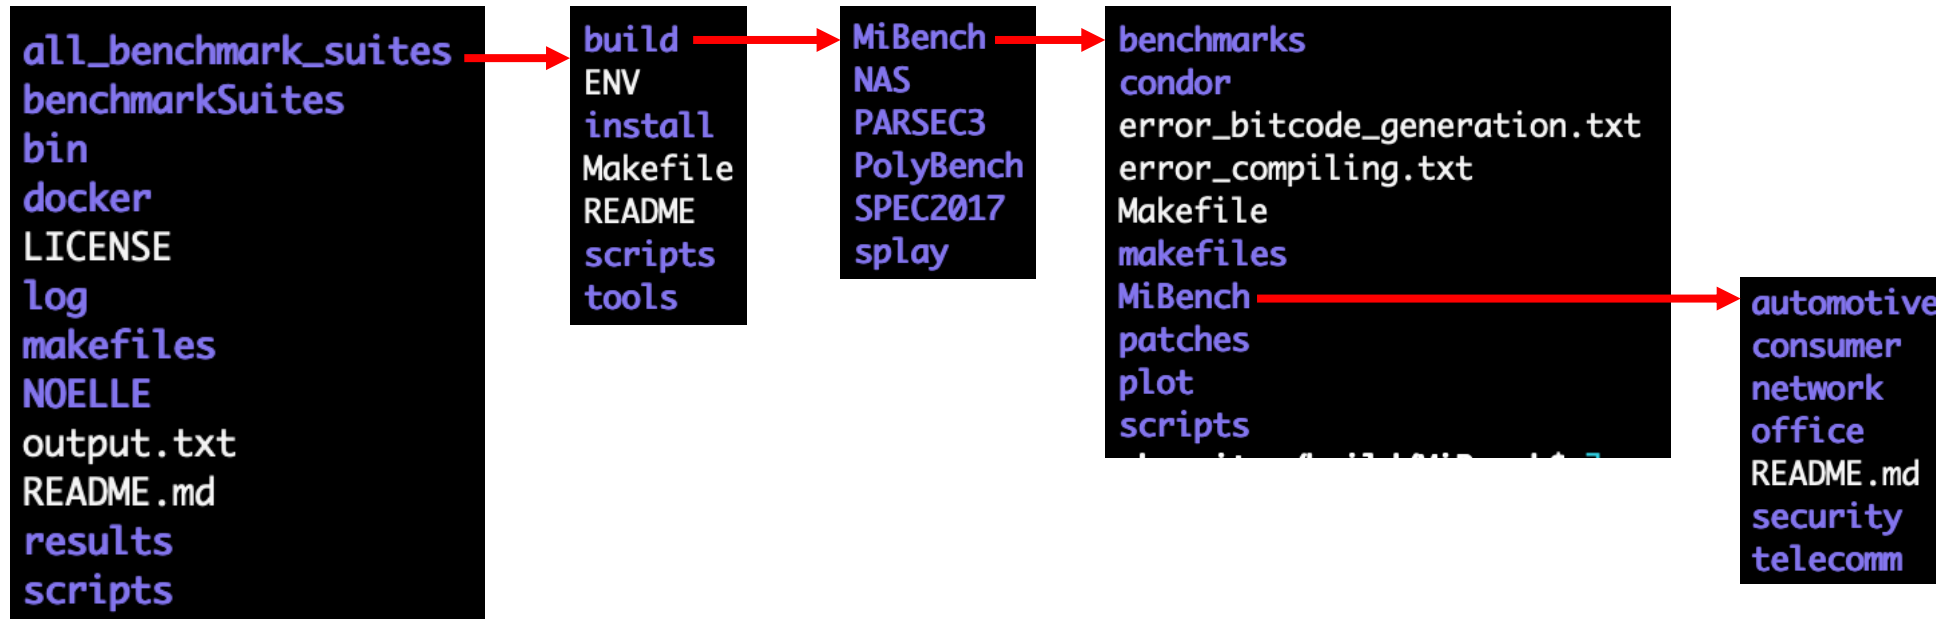 all_benchmark_suites
benchmarkSuites
bin
docker
LICENSE
log
makefiles
NOELLE
output.txt
README.md
results
scripts
build
ENV
install
Makefile
README
scripts
tools
MiBench
NAS
PARSEC3
PolyBench
SPEC2017
splay
benchmarks
condor
error_bitcode_generation.txt
error_compiling.txt
Makefile
makefiles
MiBench
patches
plot
scripts
automotive
consumer
network
office
README.md
security
telecomm